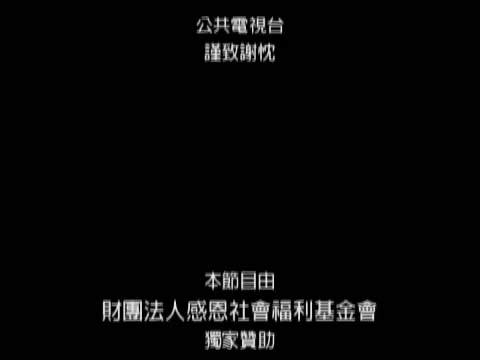 公共電視台
謹致謝忱
本節目由
財團法人感恩社會福利基金會
獨家贊助